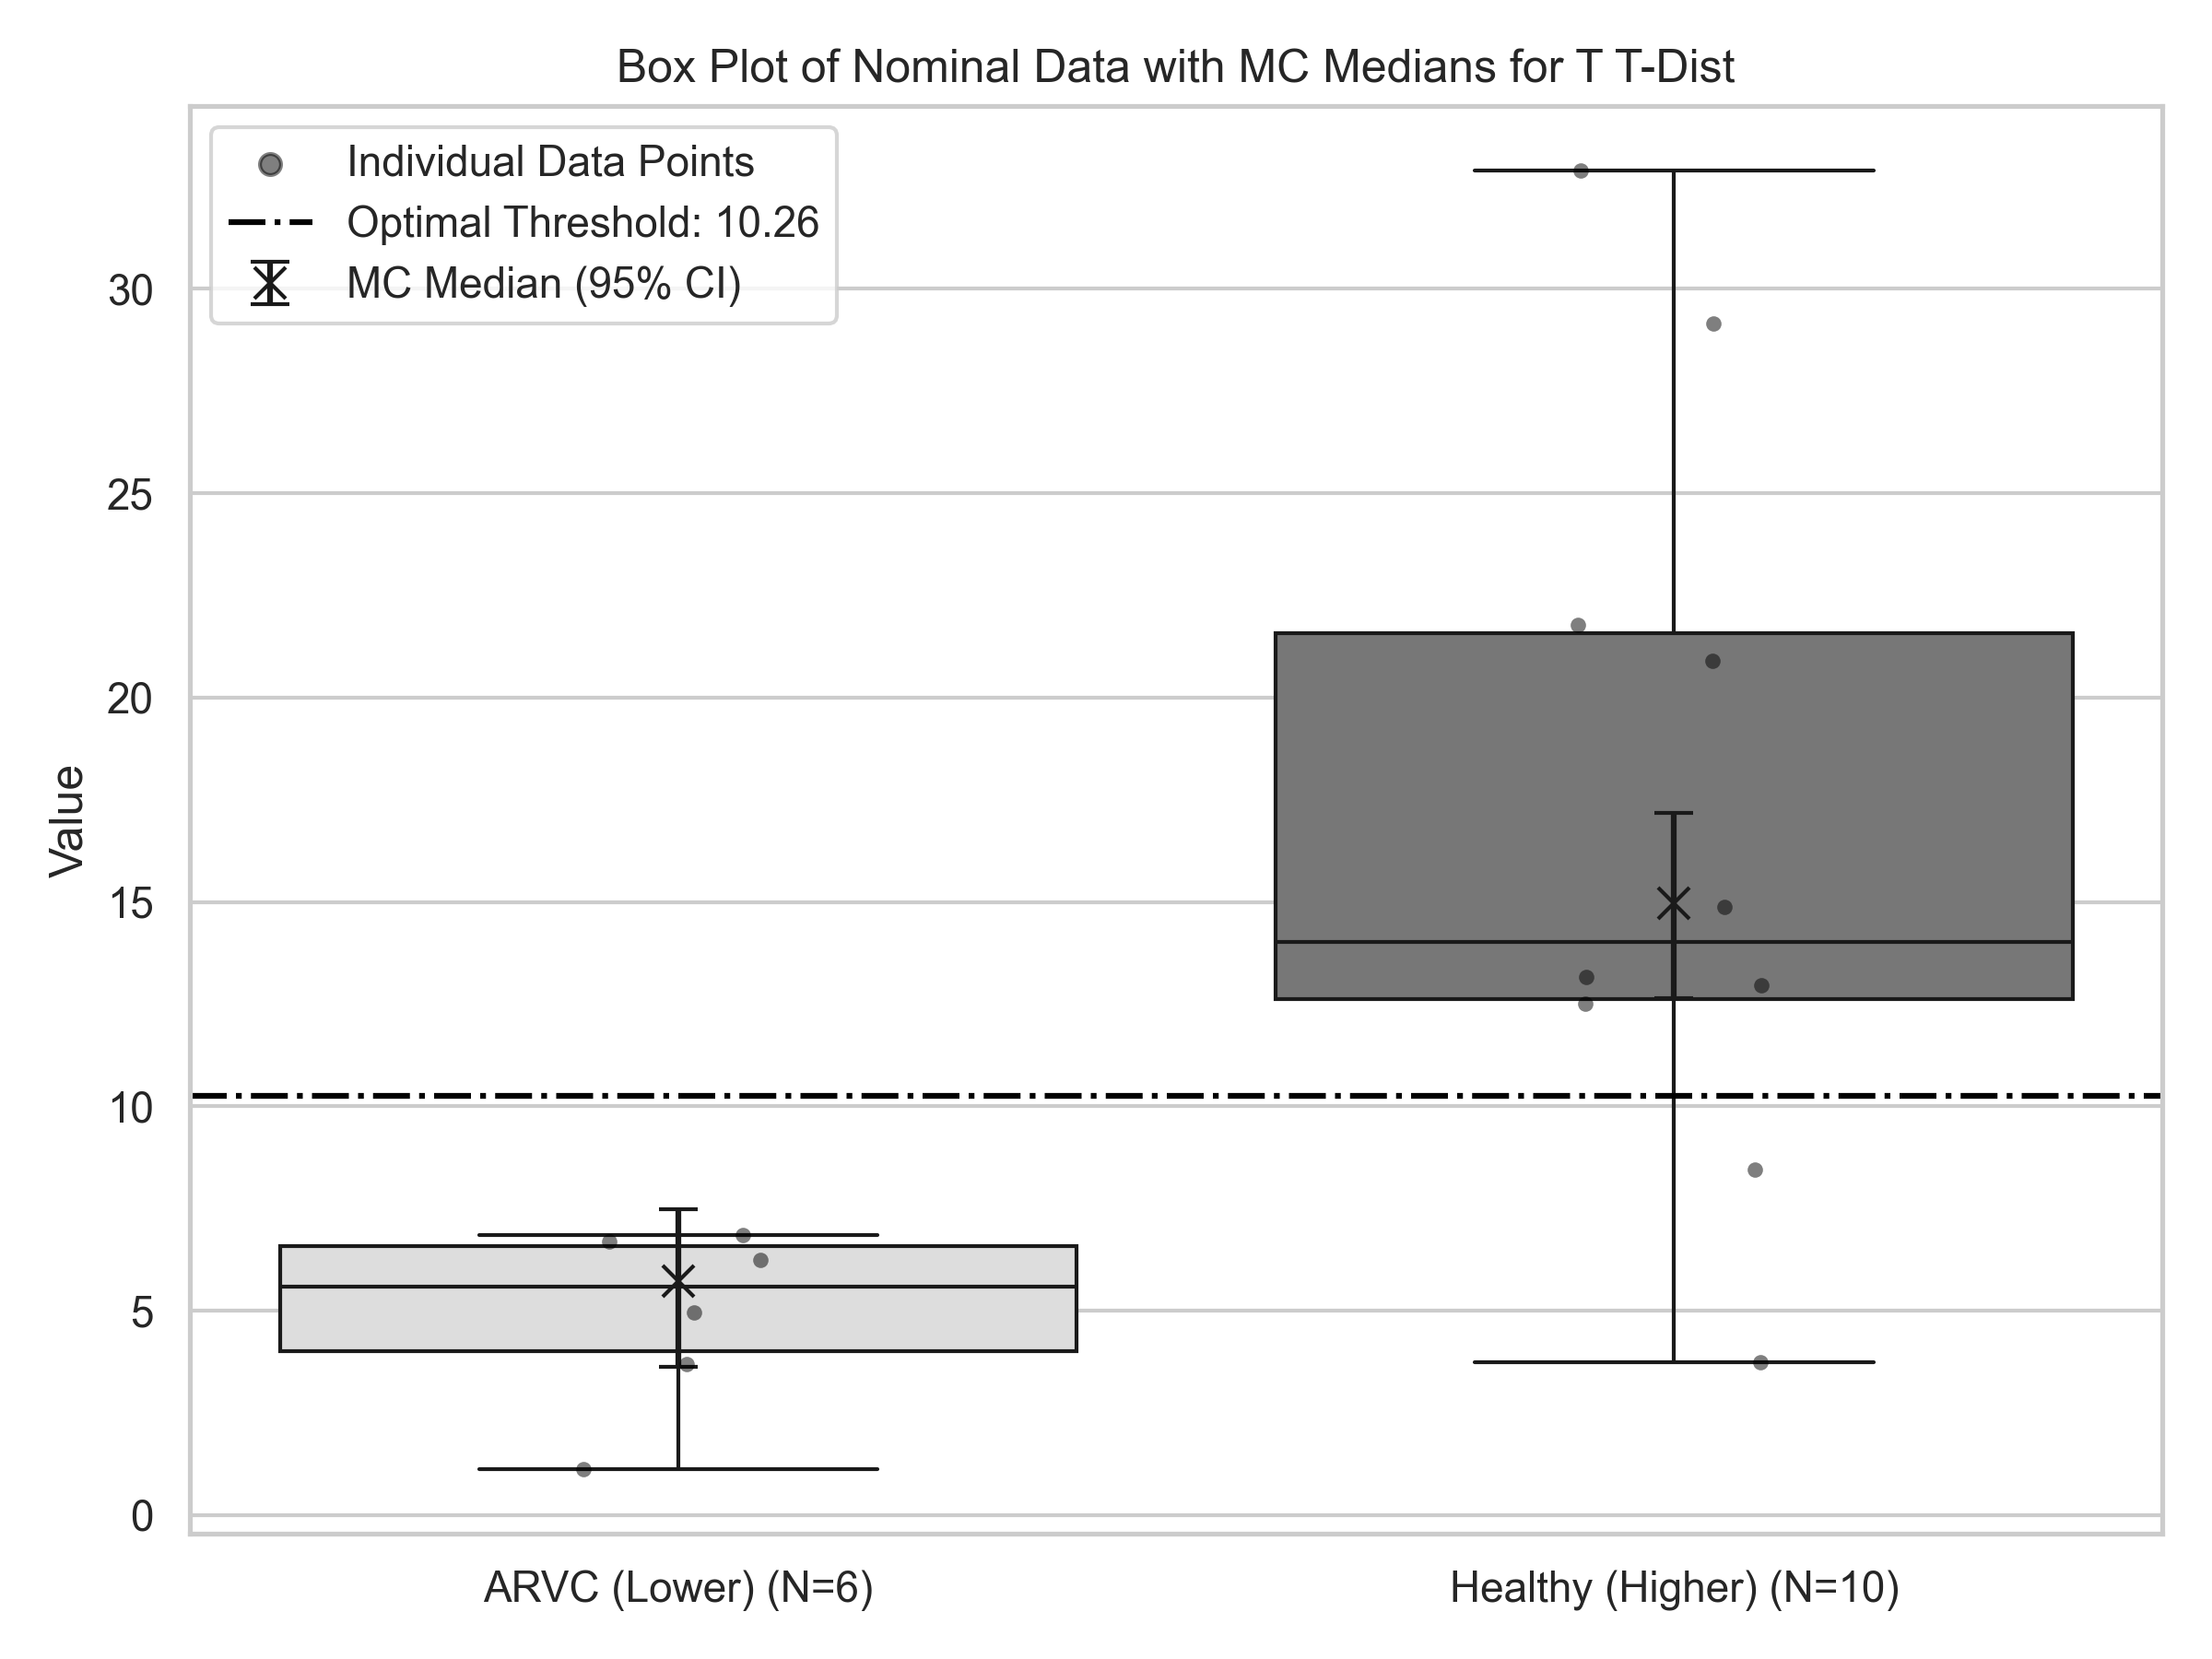 Box Plot of Nominal Data with MC Medians for T T-Dist
Individual Data Points
Optimal Threshold: 10.26
MC Median (95% CI)
30
25
20
15
10
5
0
Value
ARVC (Lower) (N=6)
Healthy (Higher) (N=10)